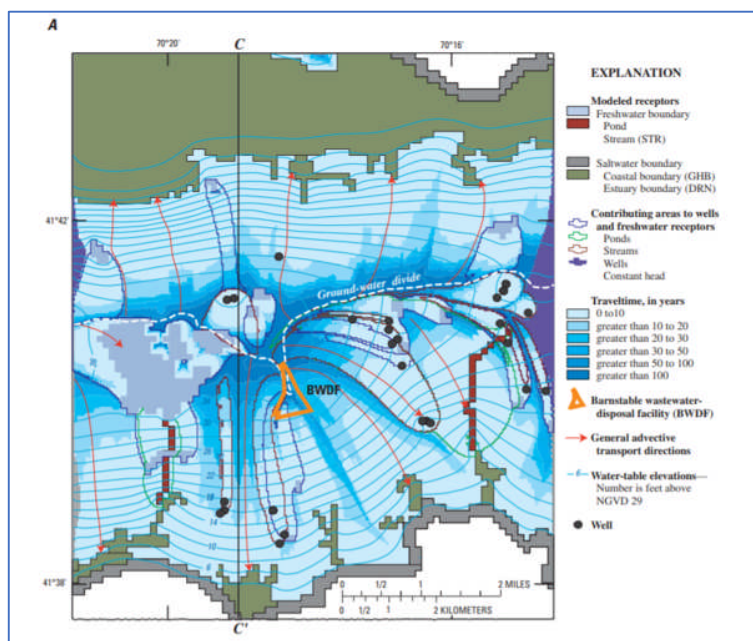 A
70°20'
C
70°16'
41°42'
Ground-water divide
BWDF
22
18
14
10
6
41°38'
C'
0 1/2 1 2 MILES
0 1/2 1 2 KILOMETERS
EXPLANATION
Modeled receptors
Freshwater boundary
Pond
Stream (STR)
Saltwater boundary
Coastal boundary (GHB)
Estuary boundary (DRN)
Contributing areas to wells
and freshwater receptors
Ponds
Streams
Wells
Constant head
Traveltime, in years
0 to10
greater than 10 to 20
greater than 20 to 30
greater than 30 to 50
greater than 50 to 100
greater than 100
Barnstable wastewater-
disposal facility (BWDF)
General advective
transport directions
6
Water-table elevations—
Number is feet above
NGVD 29
Well